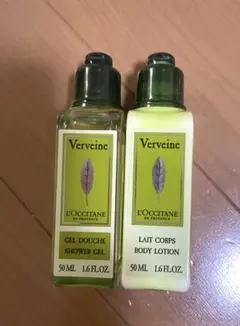 Verveine
L'OCCITANE
EN PROVENCE
GEL DOUCHE
SHOWER GEL
50 ML 1.6 FL.OZ.
Verveine
L'OCCITANE
EN PROVENCE
LAIT CORPS
BODY LOTION
50 ML 1.6 FL.OZ.